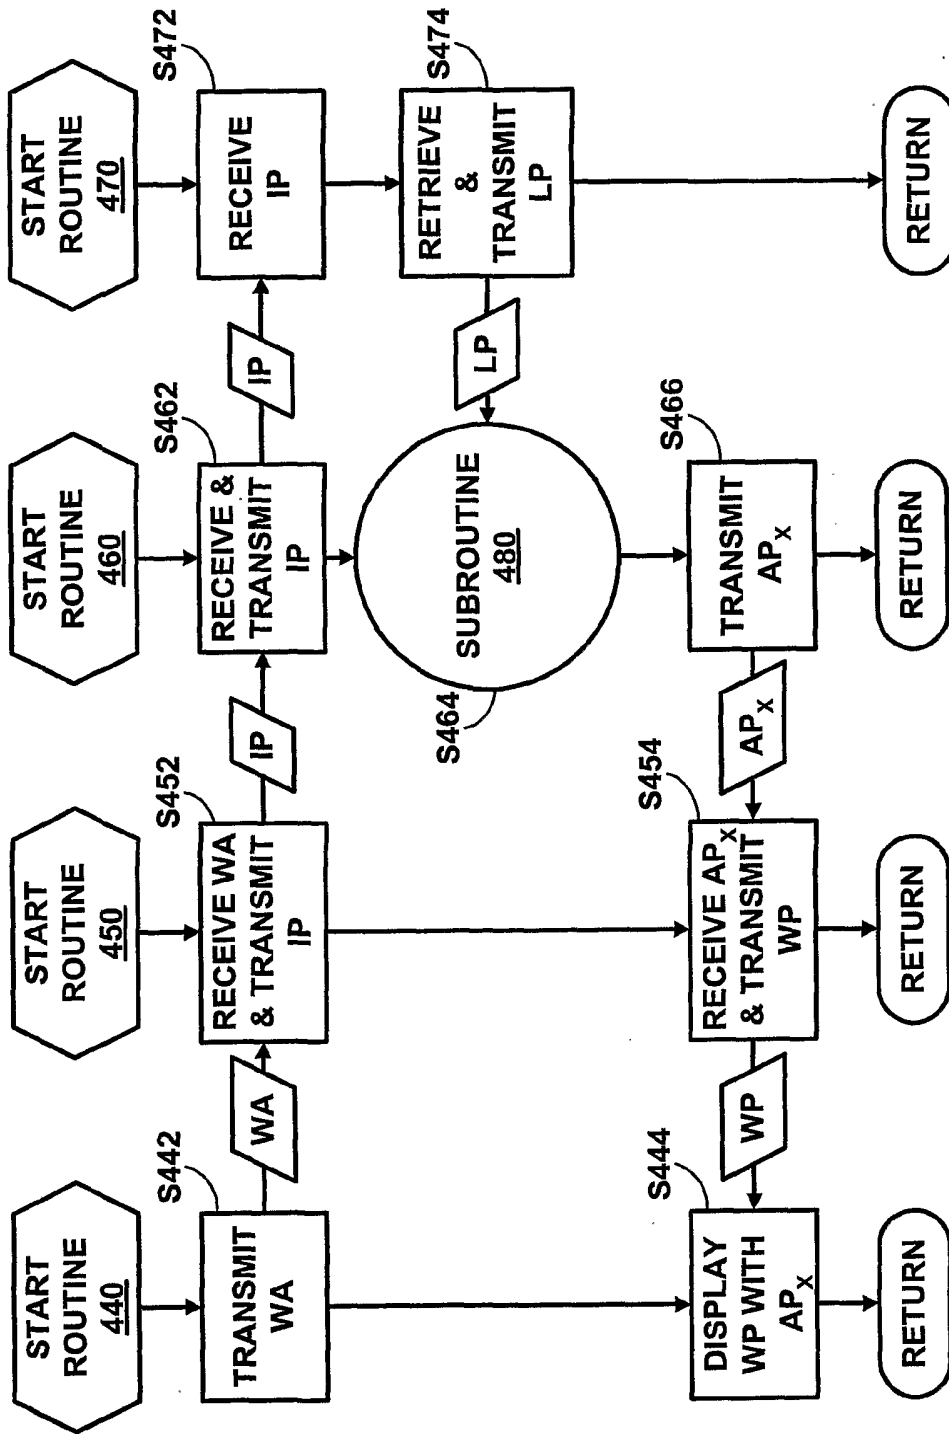 START
ROUTINE
440
S442
TRANSMIT
WA
WA
S444
DISPLAY
WP WITH
APX
WP
RETURN
START
ROUTINE
450
S452
RECEIVE WA
& TRANSMIT
IP
IP
S454
RECEIVE APX
& TRANSMIT
WP
APX
RETURN
START
ROUTINE
460
S462
RECEIVE &
TRANSMIT
IP
IP
S464
SUBROUTINE
480
S466
TRANSMIT
APX
RETURN
START
ROUTINE
470
S472
RECEIVE
IP
S474
RETRIEVE
&
TRANSMIT
LP
LP
RETURN